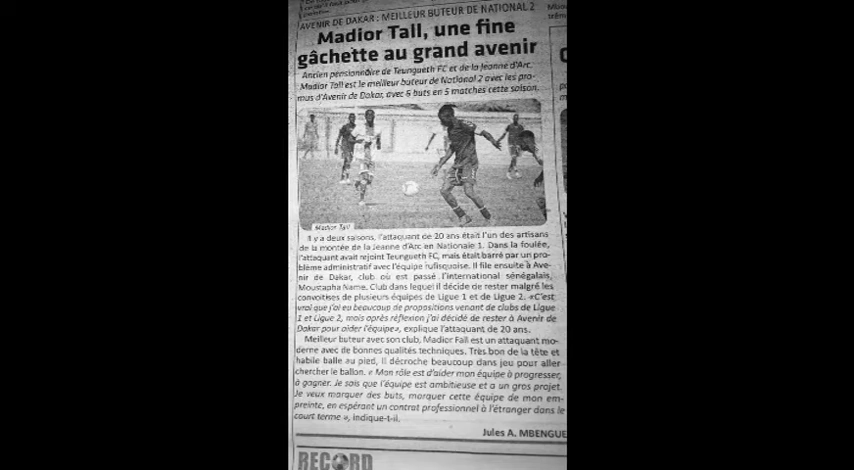 AVENIR DE DAKAR : MEILLEUR BUTEUR DE NATIONAL 2
Madior Tall, une fine
gâchette au grand avenir
Ancien pensionnaire de Teungueth FC et de la Jeanne d'Arc,
Madior Tall est le meilleur buteur de National 2 avec les pro-
mus d'Avenir de Dakar, avec 6 buts en 5 matches cette saison.
Madior Tall
Il y a deux saisons, l'attaquant de 20 ans était l'un des artisans
de la montée de la Jeanne d'Arc en Nationale 1. Dans la foulée,
l'attaquant avait rejoint Teungueth FC, mais était barré par un pro-
blème administratif avec l'équipe rufisquoise. Il file ensuite à Ave-
nir de Dakar, club où est passé l'international sénégalais,
Moustapha Name. Club dans lequel il décide de rester malgré les
convoitises de plusieurs équipes de Ligue 1 et de Ligue 2. «C'est
vrai que j'ai eu beaucoup de propositions venant de clubs de Ligue
1 et Ligue 2, mais après réflexion j'ai décidé de rester à Avenir de
Dakar pour aider l'équipe», explique l'attaquant de 20 ans.
Meilleur buteur avec son club, Madior Fall est un attaquant mo-
derne avec de bonnes qualités techniques. Très bon de la tête et
habile balle au pied, il décroche beaucoup dans jeu pour aller
chercher le ballon. « Mon rôle est d'aider mon équipe à progresser,
à gagner. Je sais que l'équipe est ambitieuse et a un gros projet.
Je veux marquer des buts, marquer cette équipe de mon em-
preinte, en espérant un contrat professionnel à l'étranger dans le
court terme », indique-t-il.
Jules A. MBENGUE
RECORD